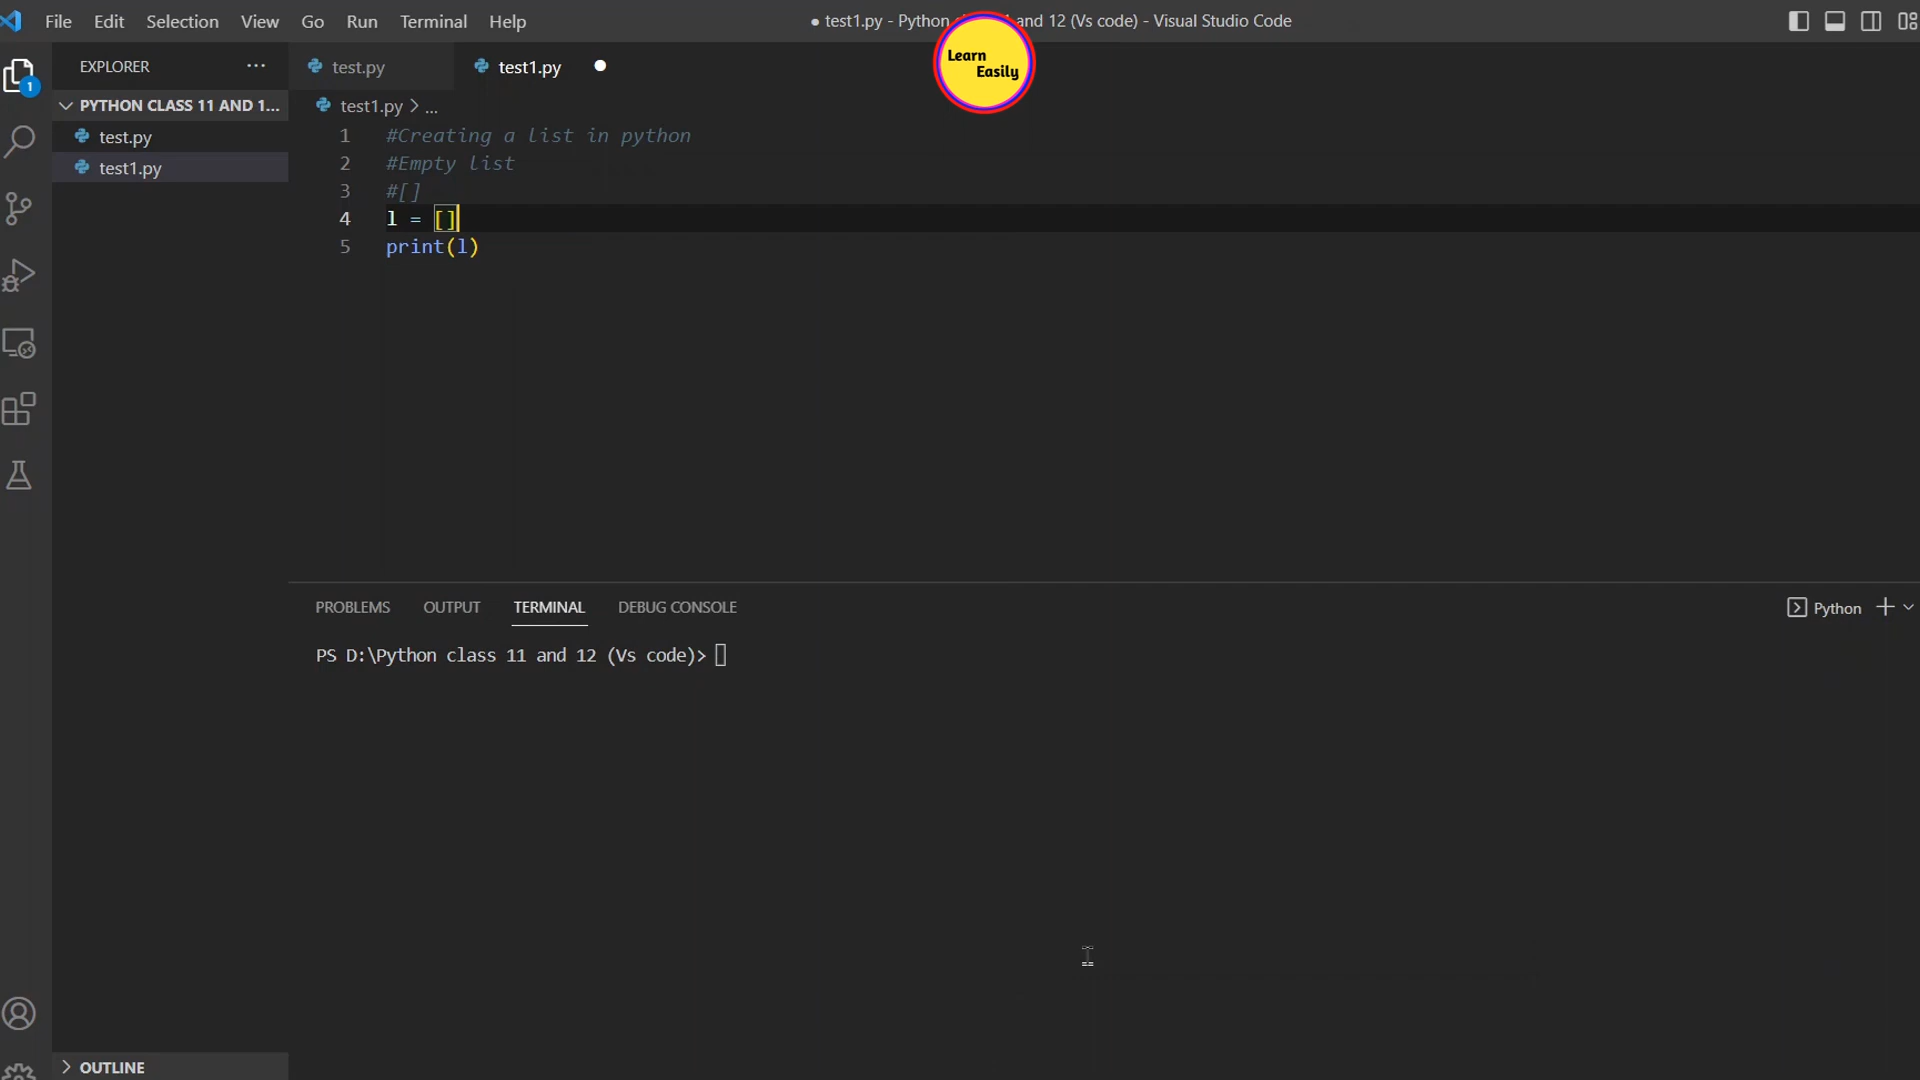 File Edit Selection View Go Run Terminal Help
● test1.py - Python and 12 (Vs code) - Visual Studio Code
Learn
Easily
EXPLORER ...
test.py
test1.py ●
1
PYTHON CLASS 11 AND 1...
test1.py > ...
test.py
test1.py
1 #Creating a list in python
2 #Empty list
3 #[]
4 l = []
5 print(l)
PROBLEMS OUTPUT TERMINAL DEBUG CONSOLE
Python
PS D:\Python class 11 and 12 (Vs code)>
OUTLINE